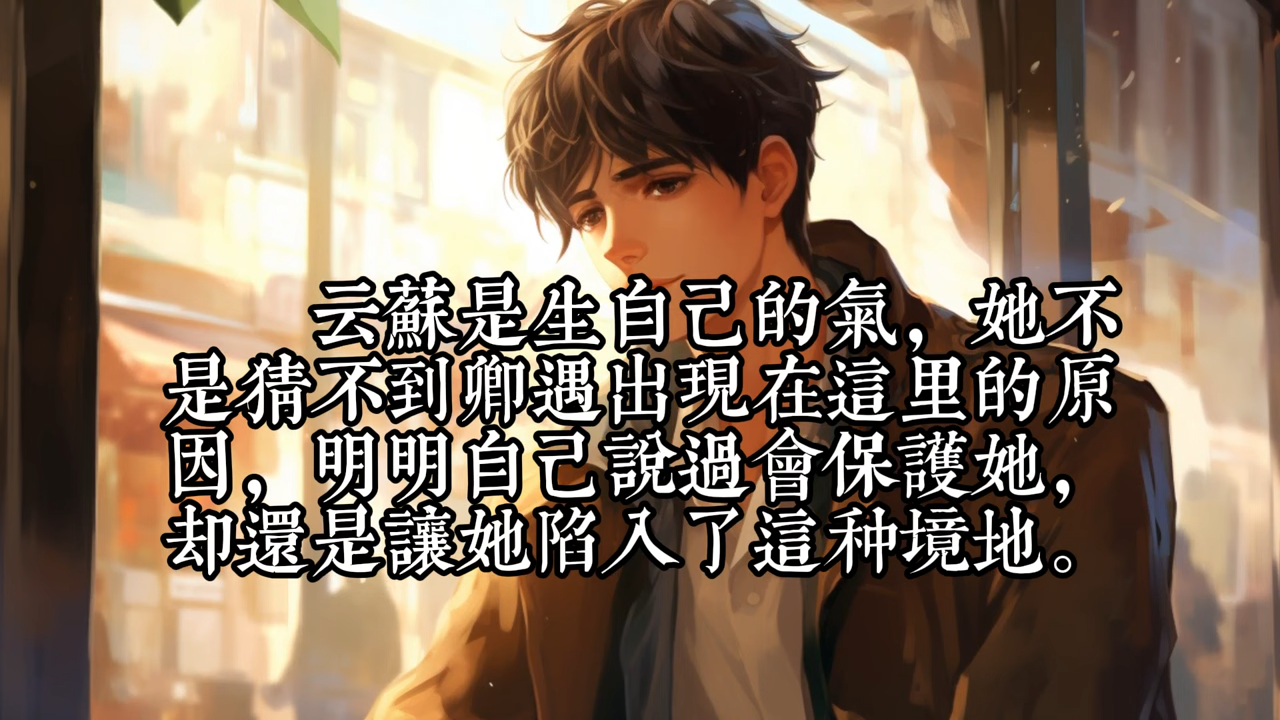 云蘇是生自己的氣，她不
是猜不到卿遇出現在這里的原
因，明明自己說過會保護她，
却還是讓她陷入了這种境地。